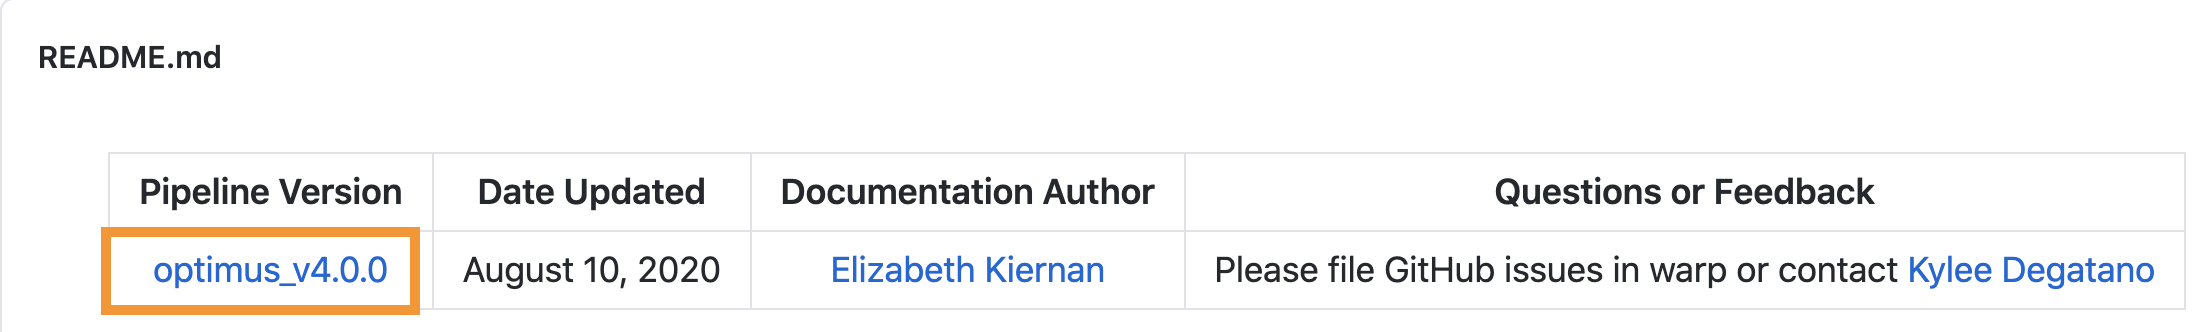 README.md
Pipeline Version Date Updated Documentation Author Questions or Feedback
optimus_v4.0.0 August 10, 2020 Elizabeth Kiernan Please file GitHub issues in warp or contact Kylee Degatano